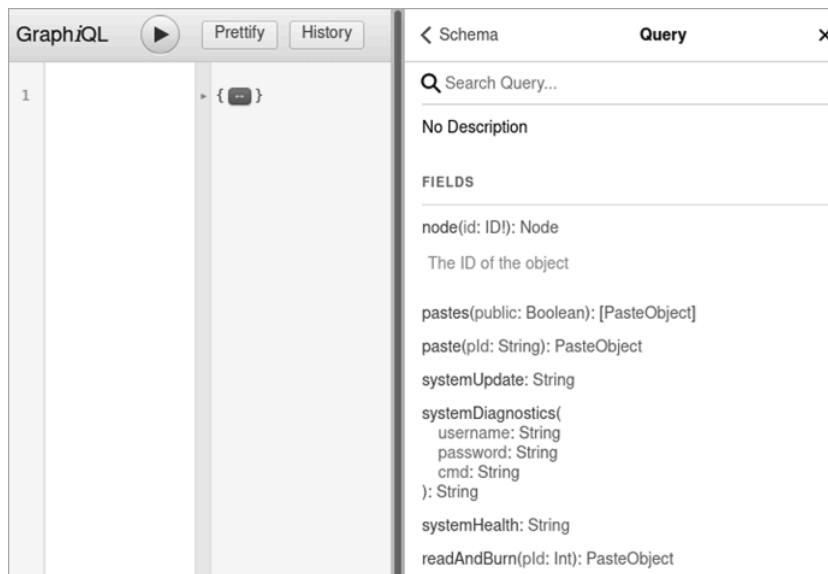 GraphiQL Prettify History
1 { ↔ }
Schema Query ×
Search Query...
No Description
FIELDS
node(id: ID!): Node
The ID of the object
pastes(public: Boolean): [PasteObject]
paste(pId: String): PasteObject
systemUpdate: String
systemDiagnostics(
username: String
password: String
cmd: String
): String
systemHealth: String
readAndBurn(pId: Int): PasteObject